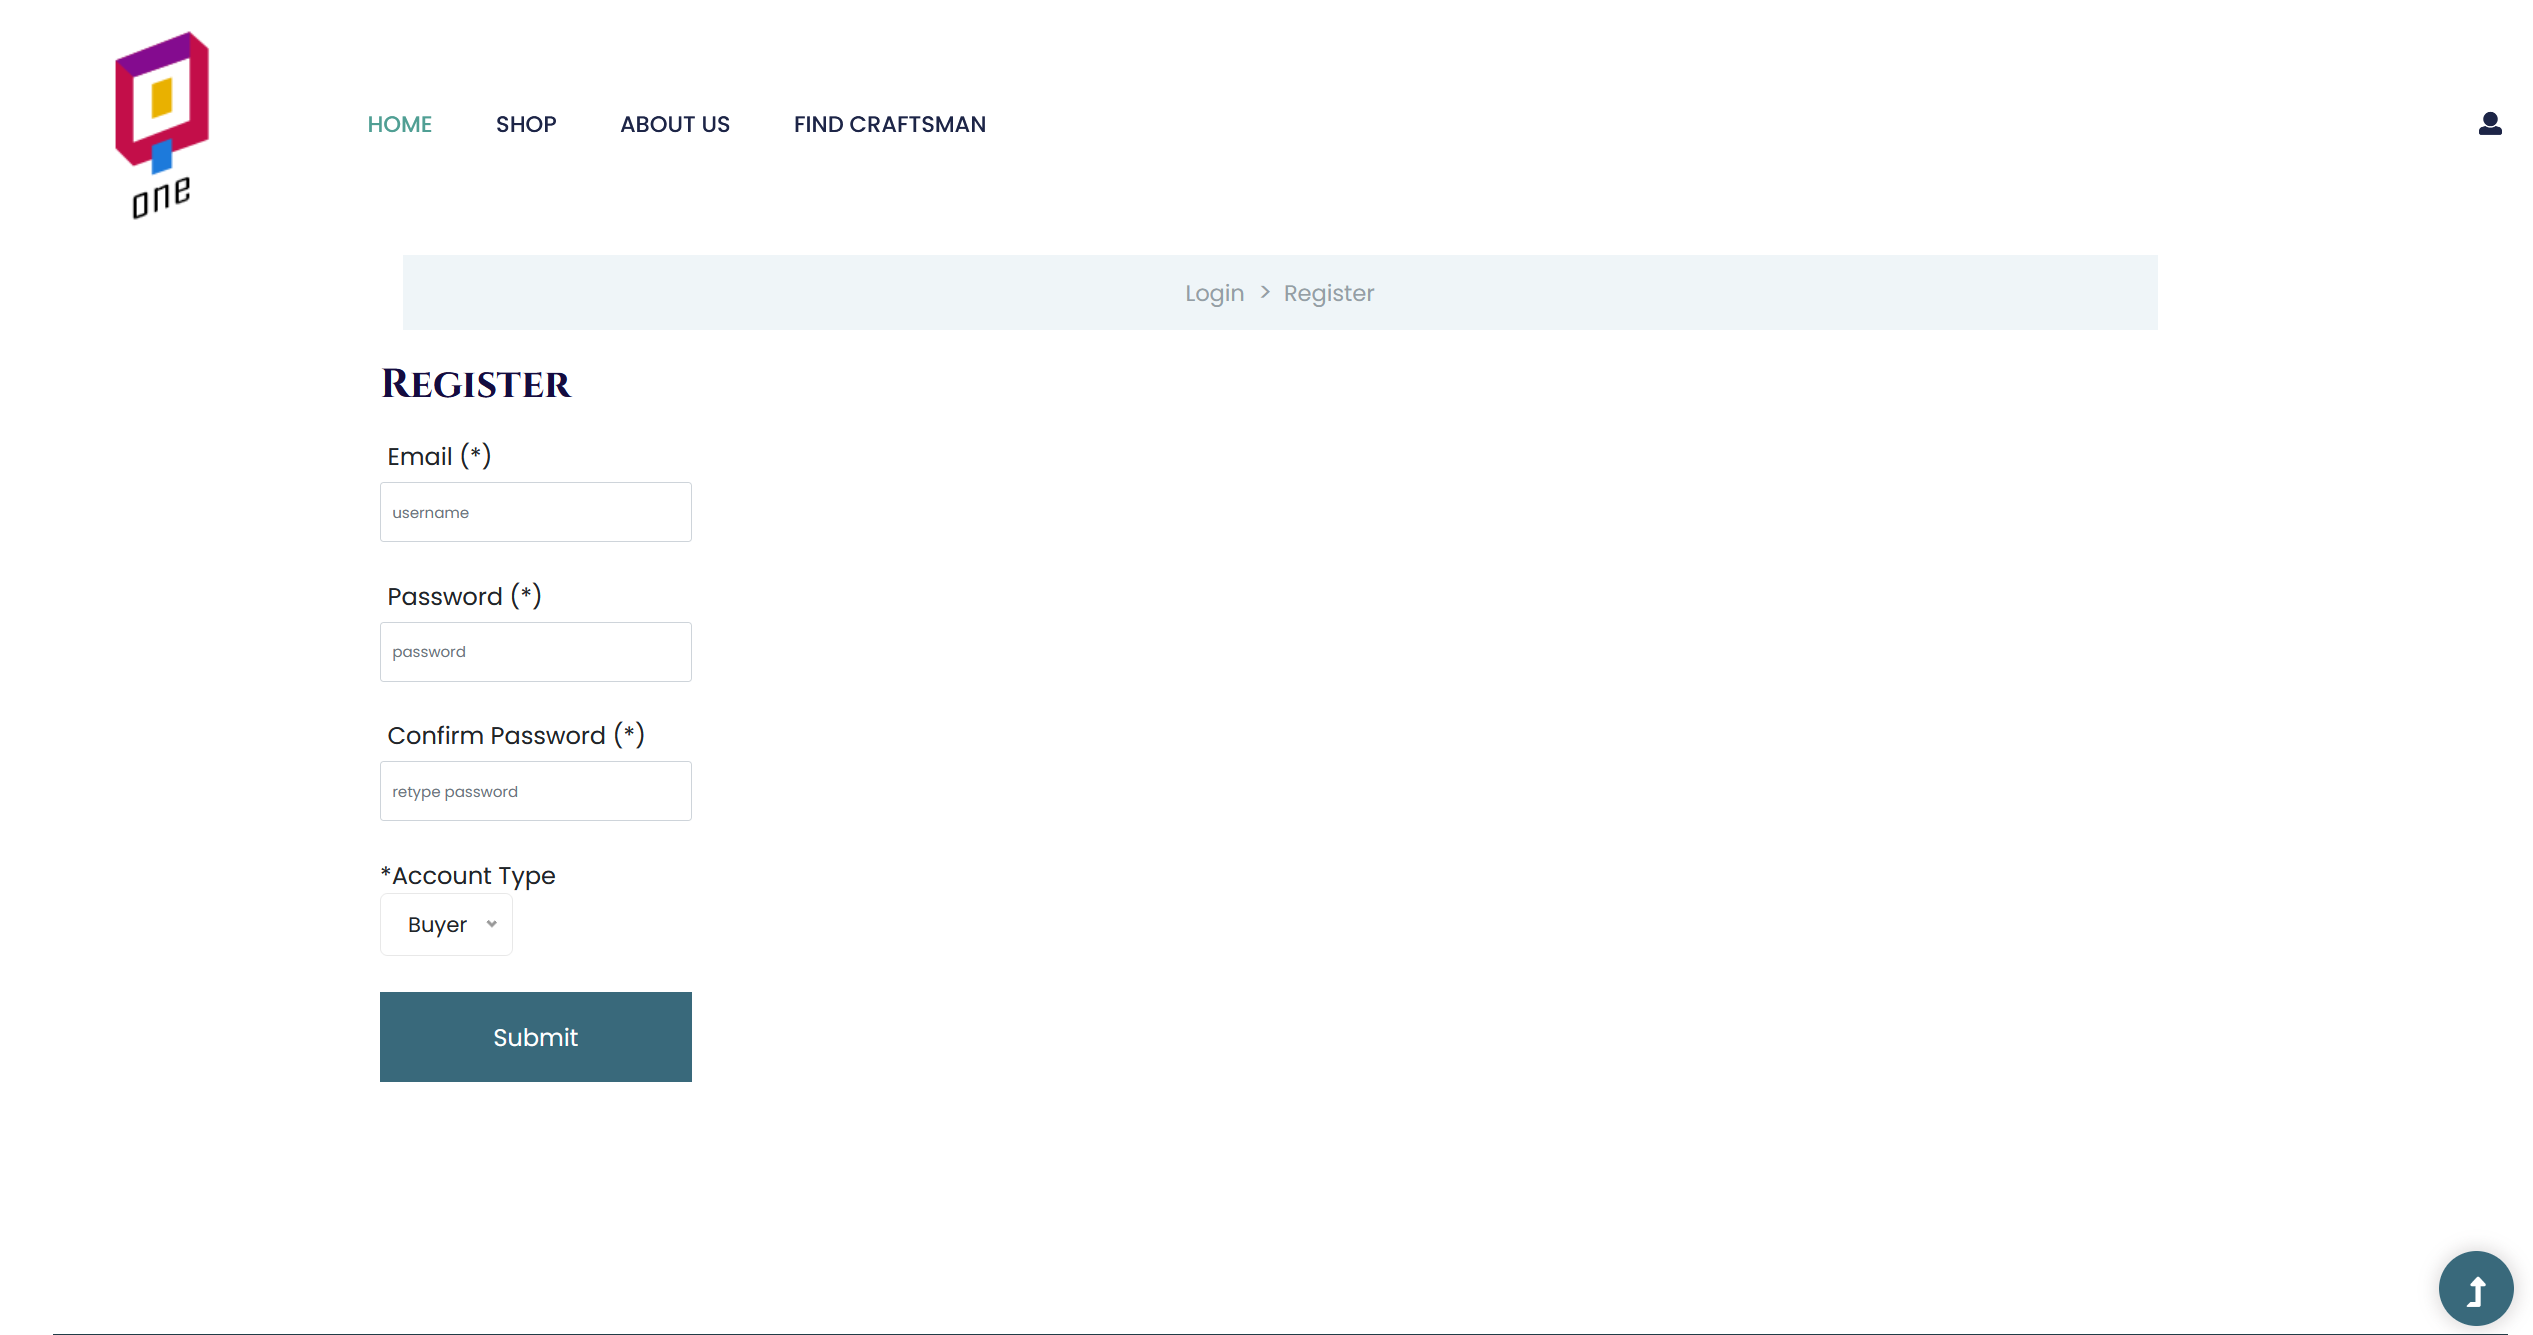 one
HOME SHOP ABOUT US FIND CRAFTSMAN
Login > Register
Register
Email (*)
username
Password (*)
password
Confirm Password (*)
retype password
*Account Type
Buyer
Submit